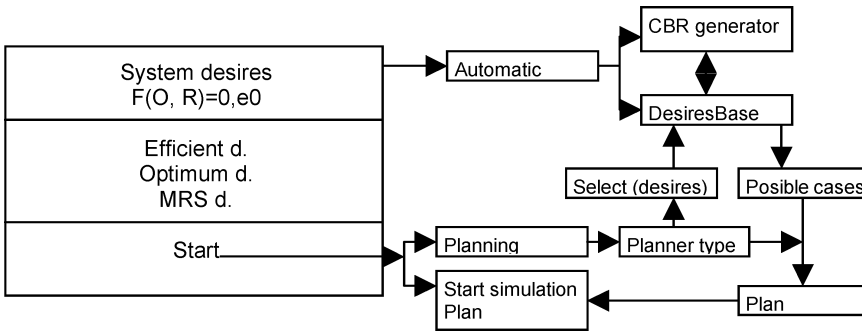 System desires
F(O, R)=0,e0
Efficient d.
Optimum d.
MRS d.
Start
Automatic
CBR generator
DesiresBase
Select (desires)
Posible cases
Planning
Planner type
Start simulation
Plan
Plan